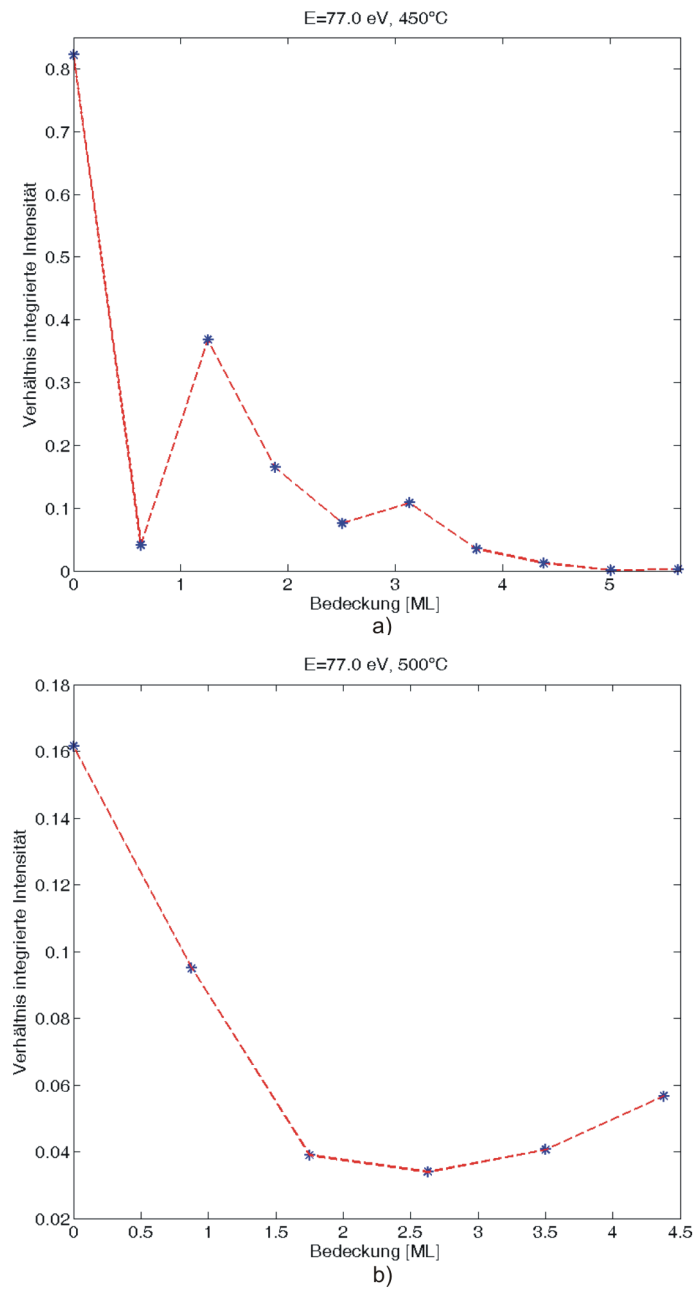 E=77.0 eV, 450°C
0.8
0.7
0.6
0.5
0.4
0.3
0.2
0.1
0
Verhältnis integrierte Intensität
0 1 2 3 4 5
Bedeckung [ML]
a)
E=77.0 eV, 500°C
0.18
0.16
0.14
0.12
0.1
0.08
0.06
0.04
0.02
Verhältnis integrierte Intensität
0 0.5 1 1.5 2 2.5 3 3.5 4 4.5
Bedeckung [ML]
b)